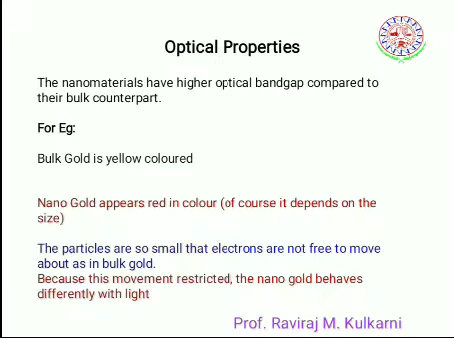 Optical Properties
The nanomaterials have higher optical bandgap compared to
their bulk counterpart.
For Eg:
Bulk Gold is yellow coloured
Nano Gold appears red in colour (of course it depends on the
size)
The particles are so small that electrons are not free to move
about as in bulk gold.
Because this movement restricted, the nano gold behaves
differently with light
Prof. Raviraj M. Kulkarni